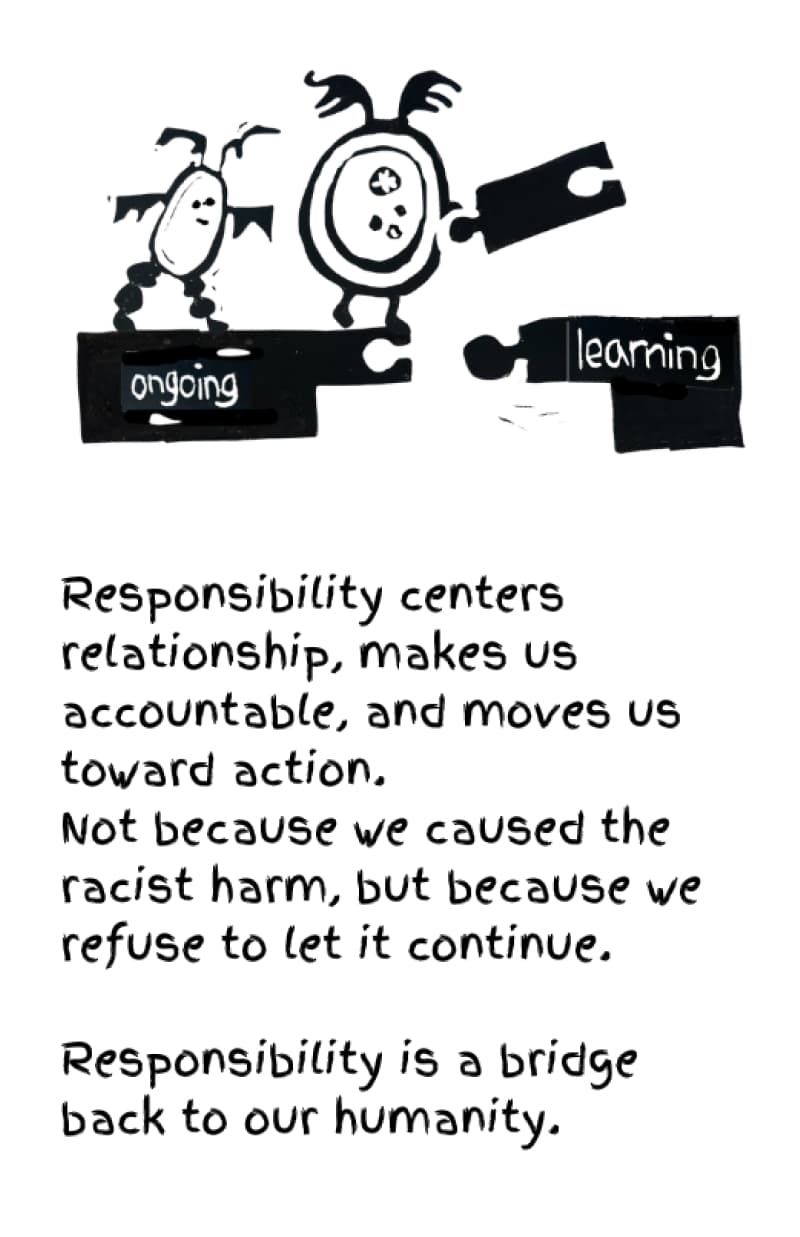 ongoing
learning
Responsibility centers
relationship, makes us
accountable, and moves us
toward action.
Not because we caused the
racist harm, but because we
refuse to let it continue.
Responsibility is a bridge
back to our humanity.